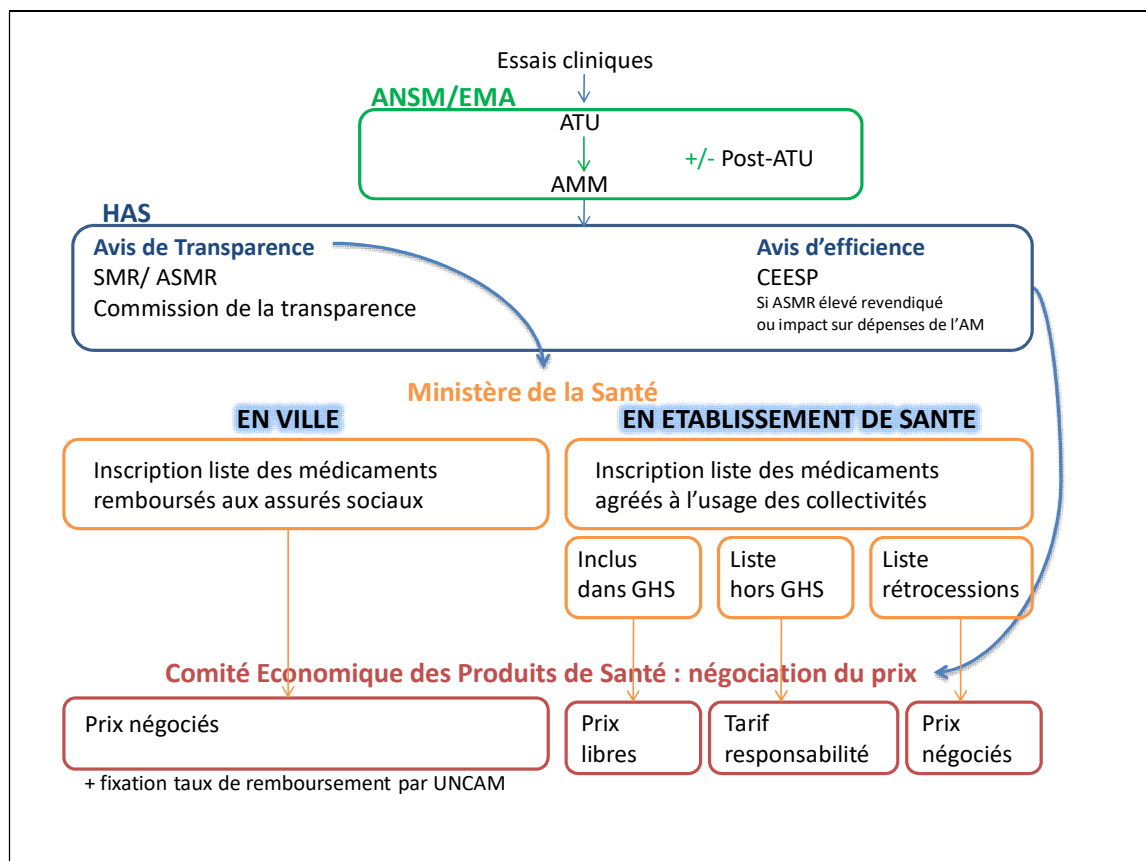 Essais cliniques
ANSM/EMA
ATU
+/- Post-ATU
AMM
HAS
Avis de Transparence
SMR/ ASMR
Commission de la transparence
Avis d'efficience
CEESP
Si ASMR élevé revendiqué
ou impact sur dépenses de l'AM
Ministère de la Santé
EN VILLE
EN ETABLISSEMENT DE SANTE
Inscription liste des médicaments
remboursés aux assurés sociaux
Inscription liste des médicaments
agréés à l'usage des collectivités
Inclus
dans GHS
Liste
hors GHS
Liste
rétrocessions
Comité Economique des Produits de Santé : négociation du prix
Prix négociés
Prix
libres
Tarif
responsabilité
Prix
négociés
+ fixation taux de remboursement par UNCAM